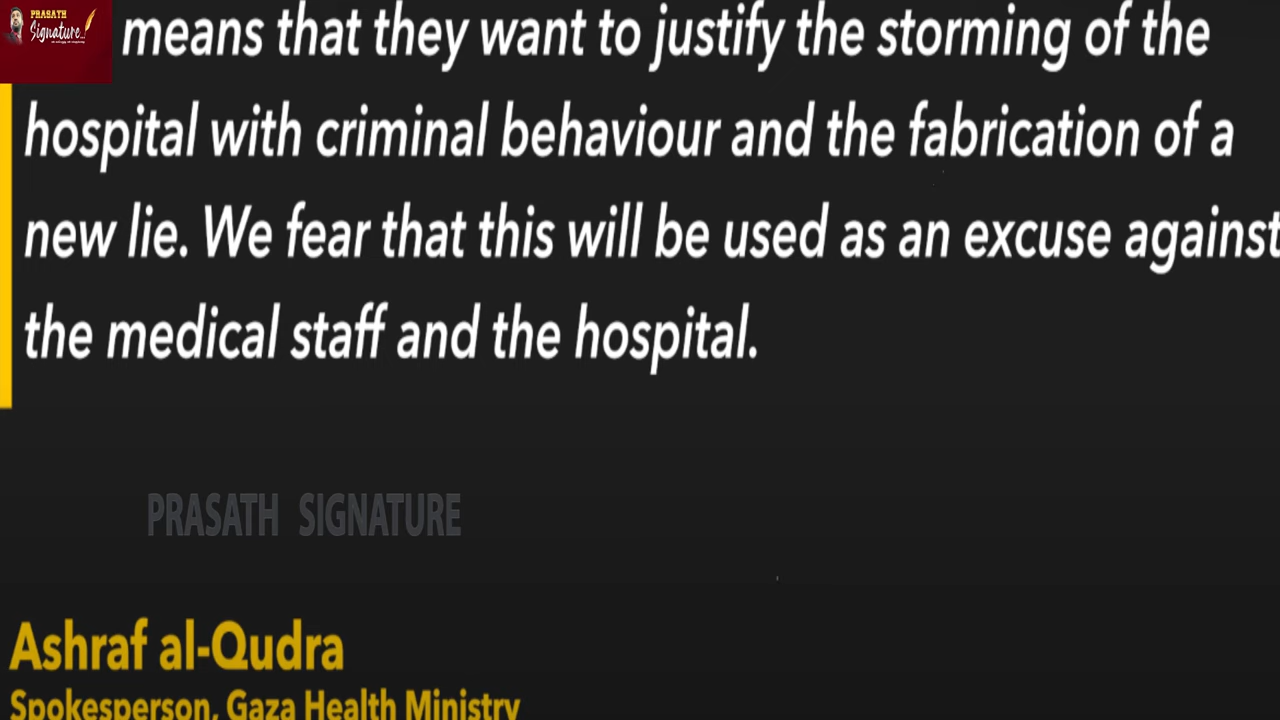 PRASATH
Signature...
means that they want to justify the storming of the
hospital with criminal behaviour and the fabrication of a
new lie. We fear that this will be used as an excuse against
the medical staff and the hospital.
PRASATH SIGNATURE
Ashraf al-Qudra
Spokesperson, Gaza Health Ministry